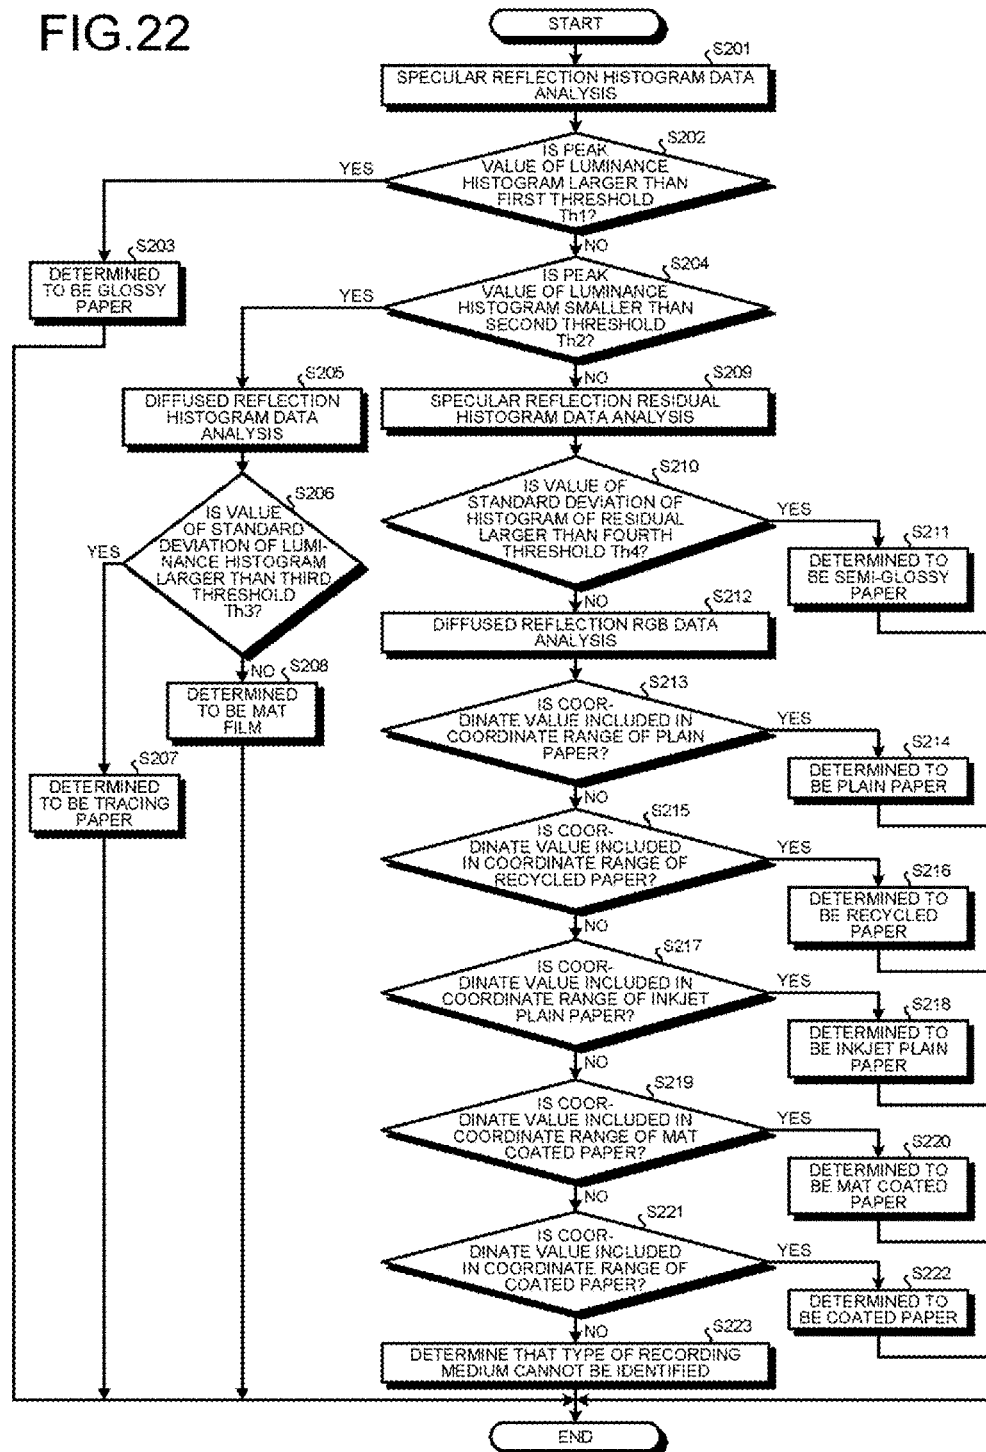 FIG.22
START
S201
SPECULAR REFLECTION HISTOGRAM DATA
ANALYSIS
S202
IS PEAK
VALUE OF LUMINANCE
HISTOGRAM LARGER THAN
FIRST THRESHOLD
Th1?
YES
NO
S203
DETERMINED
TO BE GLOSSY
PAPER
S204
IS PEAK
VALUE OF LUMINANCE
HISTOGRAM SMALLER THAN
SECOND THRESHOLD
Th2?
YES
NO
S205
DIFFUSED REFLECTION
HISTOGRAM DATA
ANALYSIS
S206
IS VALUE
OF STANDARD
DEVIATION OF LUMI-
NANCE HISTOGRAM
LARGER THAN THIRD
THRESHOLD
Th3?
YES
NO
S207
DETERMINED
TO BE TRACING
PAPER
S208
DETERMINED
TO BE MAT
FILM
S209
SPECULAR REFLECTION RESIDUAL
HISTOGRAM DATA ANALYSIS
S210
IS VALUE OF
STANDARD DEVIATION OF
HISTOGRAM OF RESIDUAL
LARGER THAN FOURTH
THRESHOLD Th4?
YES
NO
S211
DETERMINED TO
BE SEMI-GLOSSY
PAPER
S212
DIFFUSED REFLECTION RGB DATA
ANALYSIS
S213
IS COOR-
DINATE VALUE INCLUDED IN
COORDINATE RANGE OF PLAIN
PAPER?
YES
NO
S214
DETERMINED TO
BE PLAIN PAPER
S215
IS COOR-
DINATE VALUE INCLUDED
IN COORDINATE RANGE OF
RECYCLED PAPER?
YES
NO
S216
DETERMINED TO
BE RECYCLED
PAPER
S217
IS COOR-
DINATE VALUE INCLUDED IN
COORDINATE RANGE OF INKJET
PLAIN PAPER?
YES
NO
S218
DETERMINED TO
BE INKJET PLAIN
PAPER
S219
IS COOR-
DINATE VALUE INCLUDED IN
COORDINATE RANGE OF MAT
COATED PAPER?
YES
NO
S220
DETERMINED TO
BE MAT COATED
PAPER
S221
IS COOR-
DINATE VALUE INCLUDED
IN COORDINATE RANGE OF
COATED PAPER?
YES
NO
S222
DETERMINED TO
BE COATED PAPER
S223
DETERMINE THAT TYPE OF RECORDING
MEDIUM CANNOT BE IDENTIFIED
END